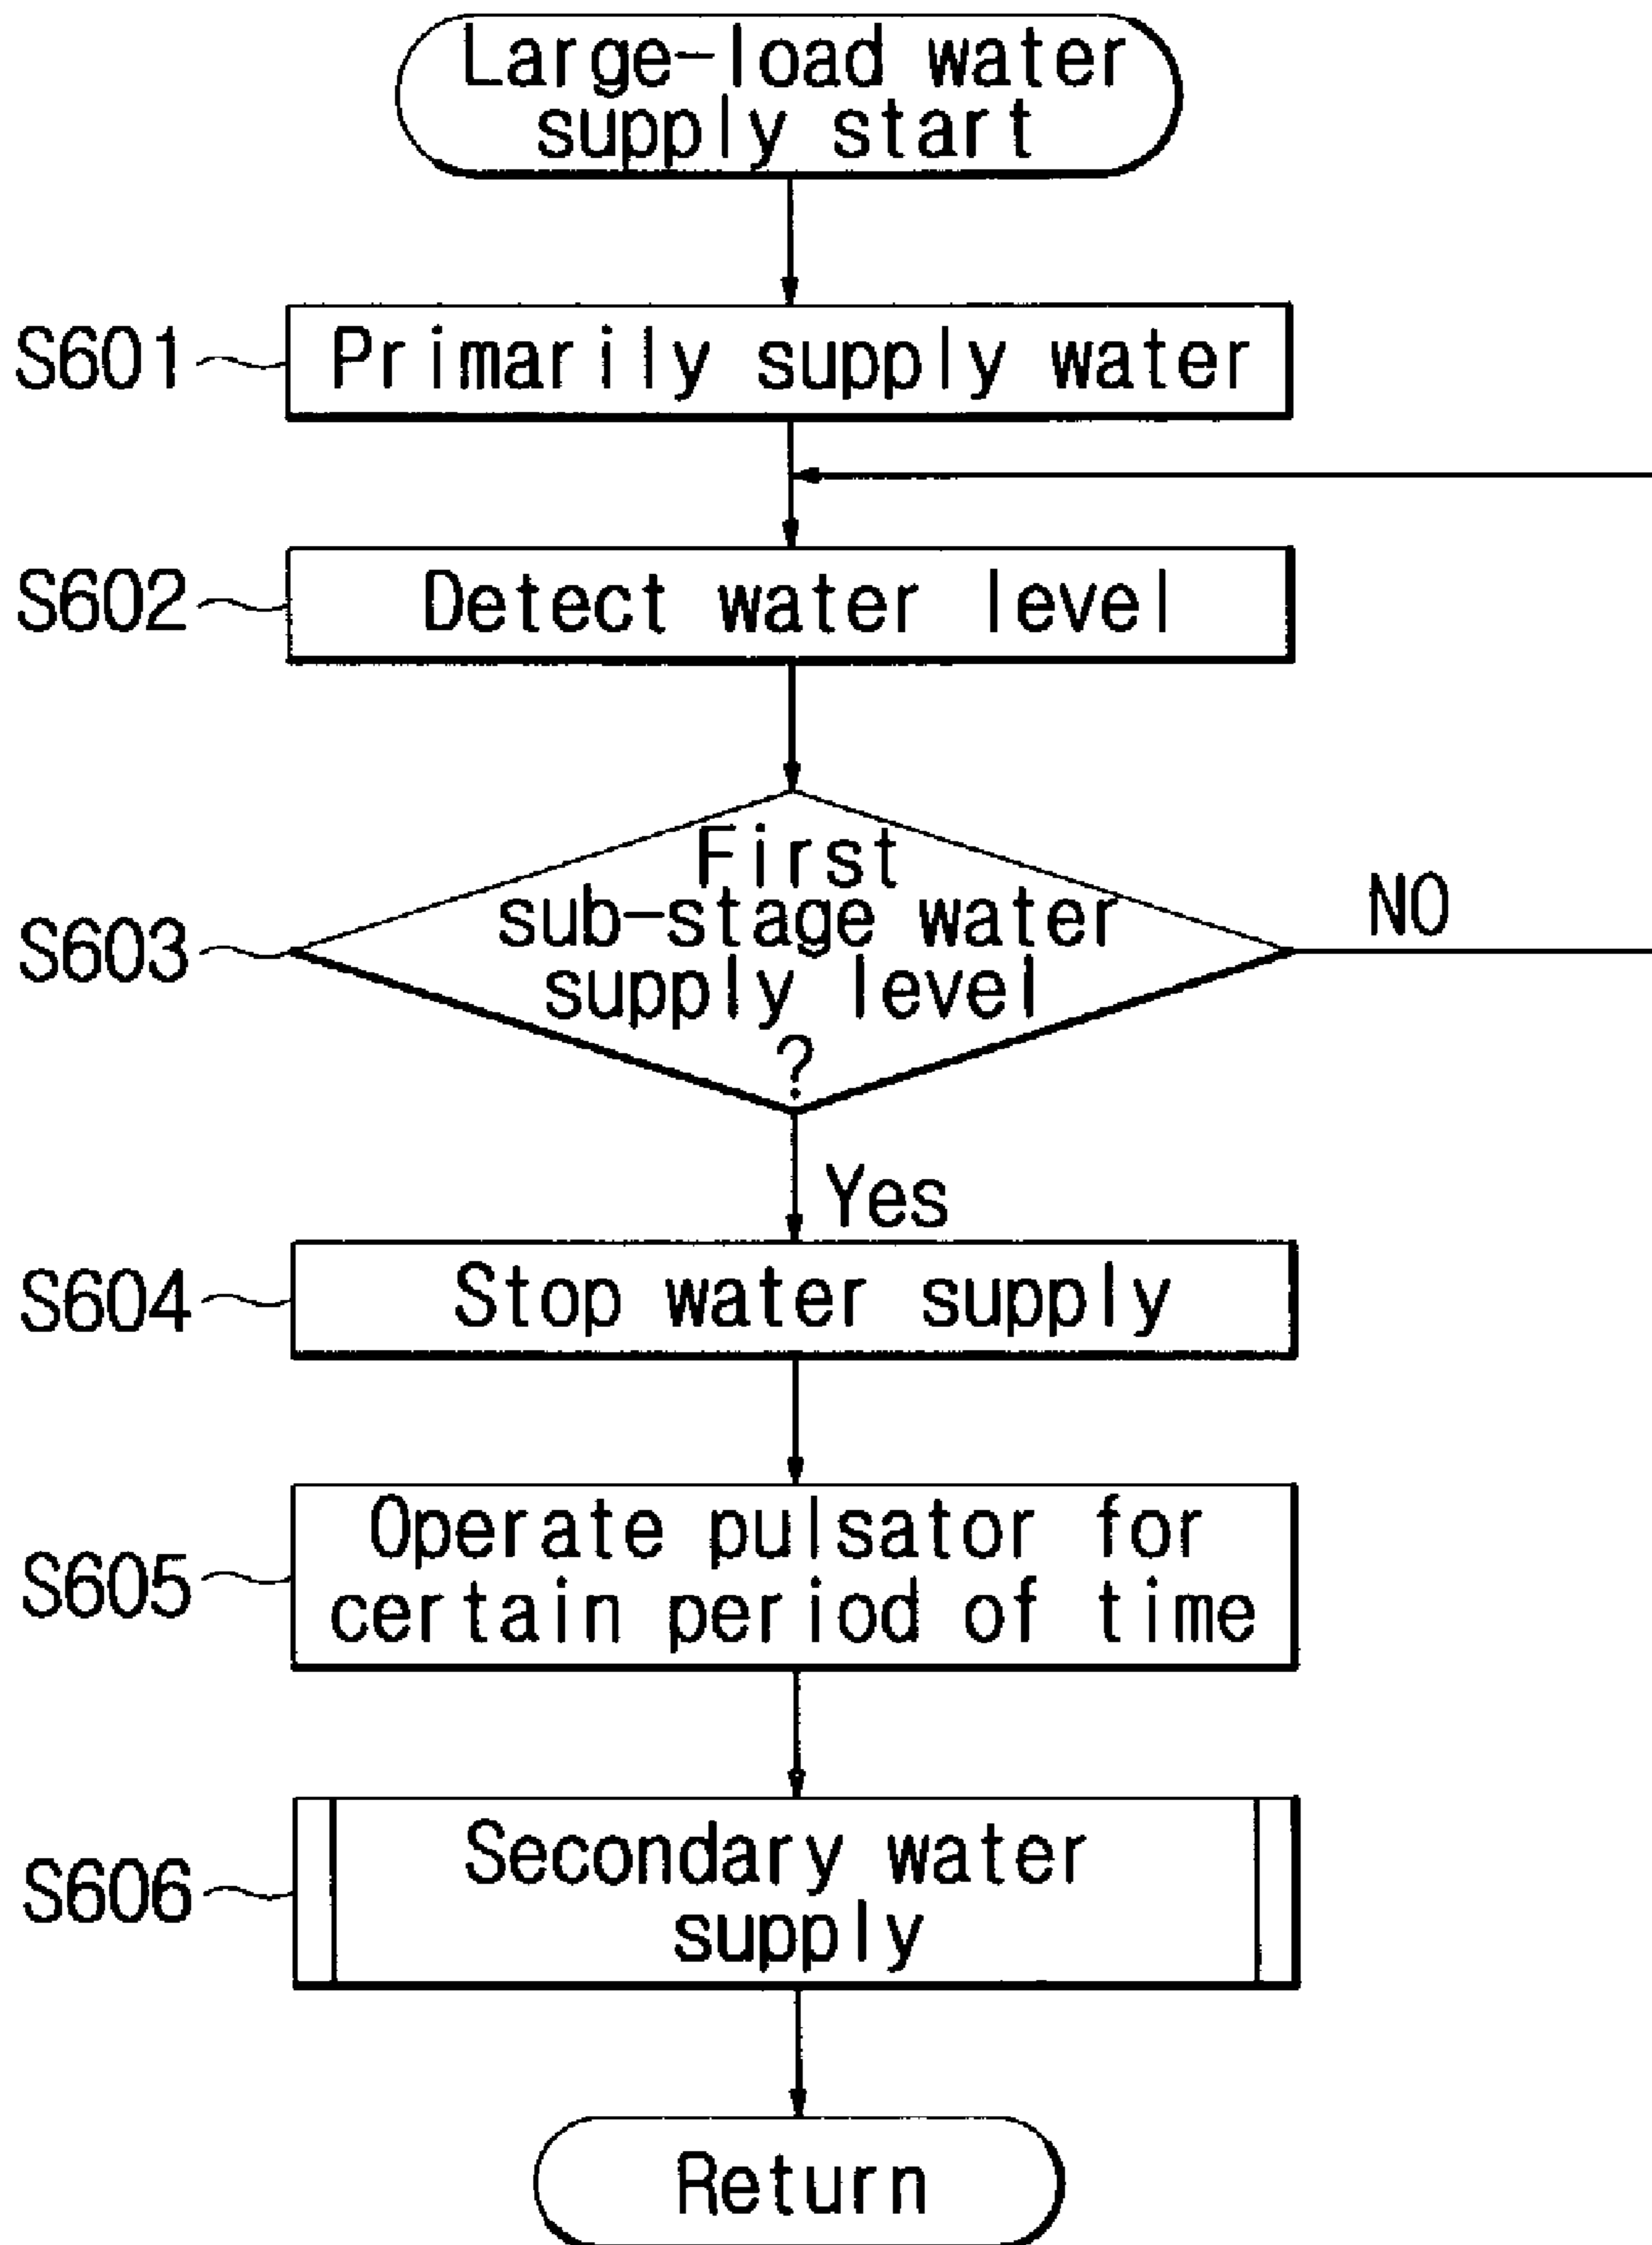 Large-load water
supply start
S601
Primarily supply water
S602
Detect water level
S603
First
sub-stage water
supply level
?
NO
Yes
S604
Stop water supply
S605
Operate pulsator for
certain period of time
S606
Secondary water
supply
Return